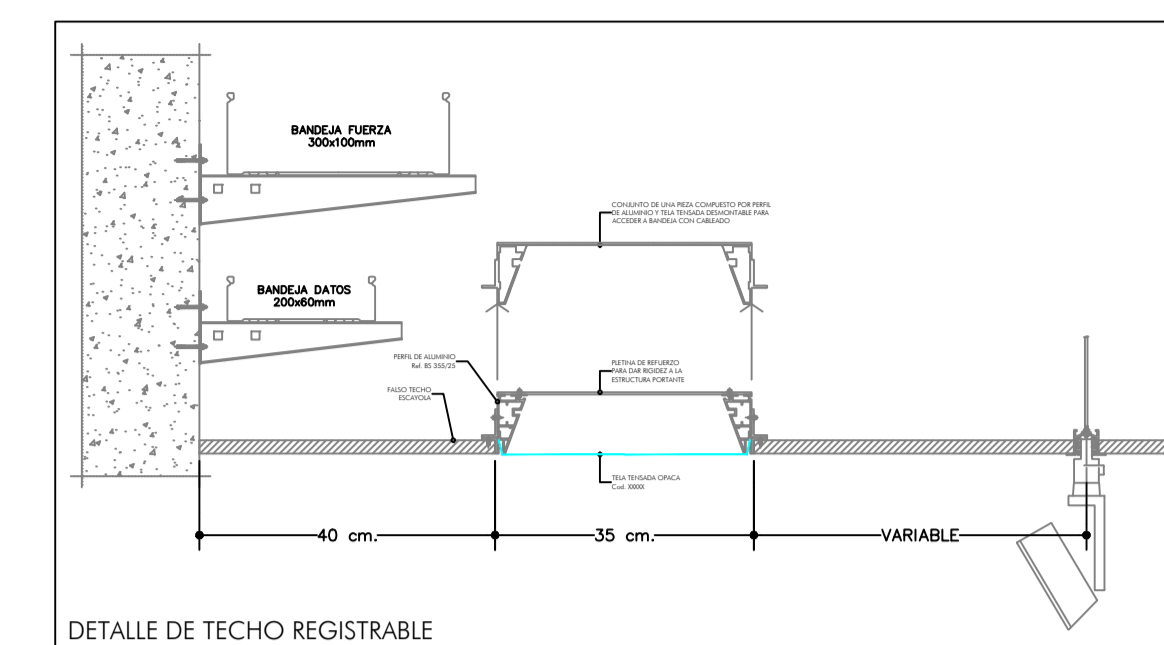 BANDEJA FUERZA
300x100mm
CONJUNTO DE UNA PIEZA COMPUESTO POR PERFIL
DE ALUMINIO Y TELA TENSADA DESMONTABLE PARA
ACCEDER A BANDEJA CON CABLEADO
BANDEJA DATOS
200x60mm
PERFIL DE ALUMINIO
Ref. BS 355/25
PLETINA DE REFUERZO
PARA DAR RIGIDEZ A LA
ESTRUCTURA PORTANTE
FALSO TECHO
ESCAYOLA
TELA TENSADA OPACA
Cod. XXXXX
40 cm.
35 cm.
VARIABLE
DETALLE DE TECHO REGISTRABLE